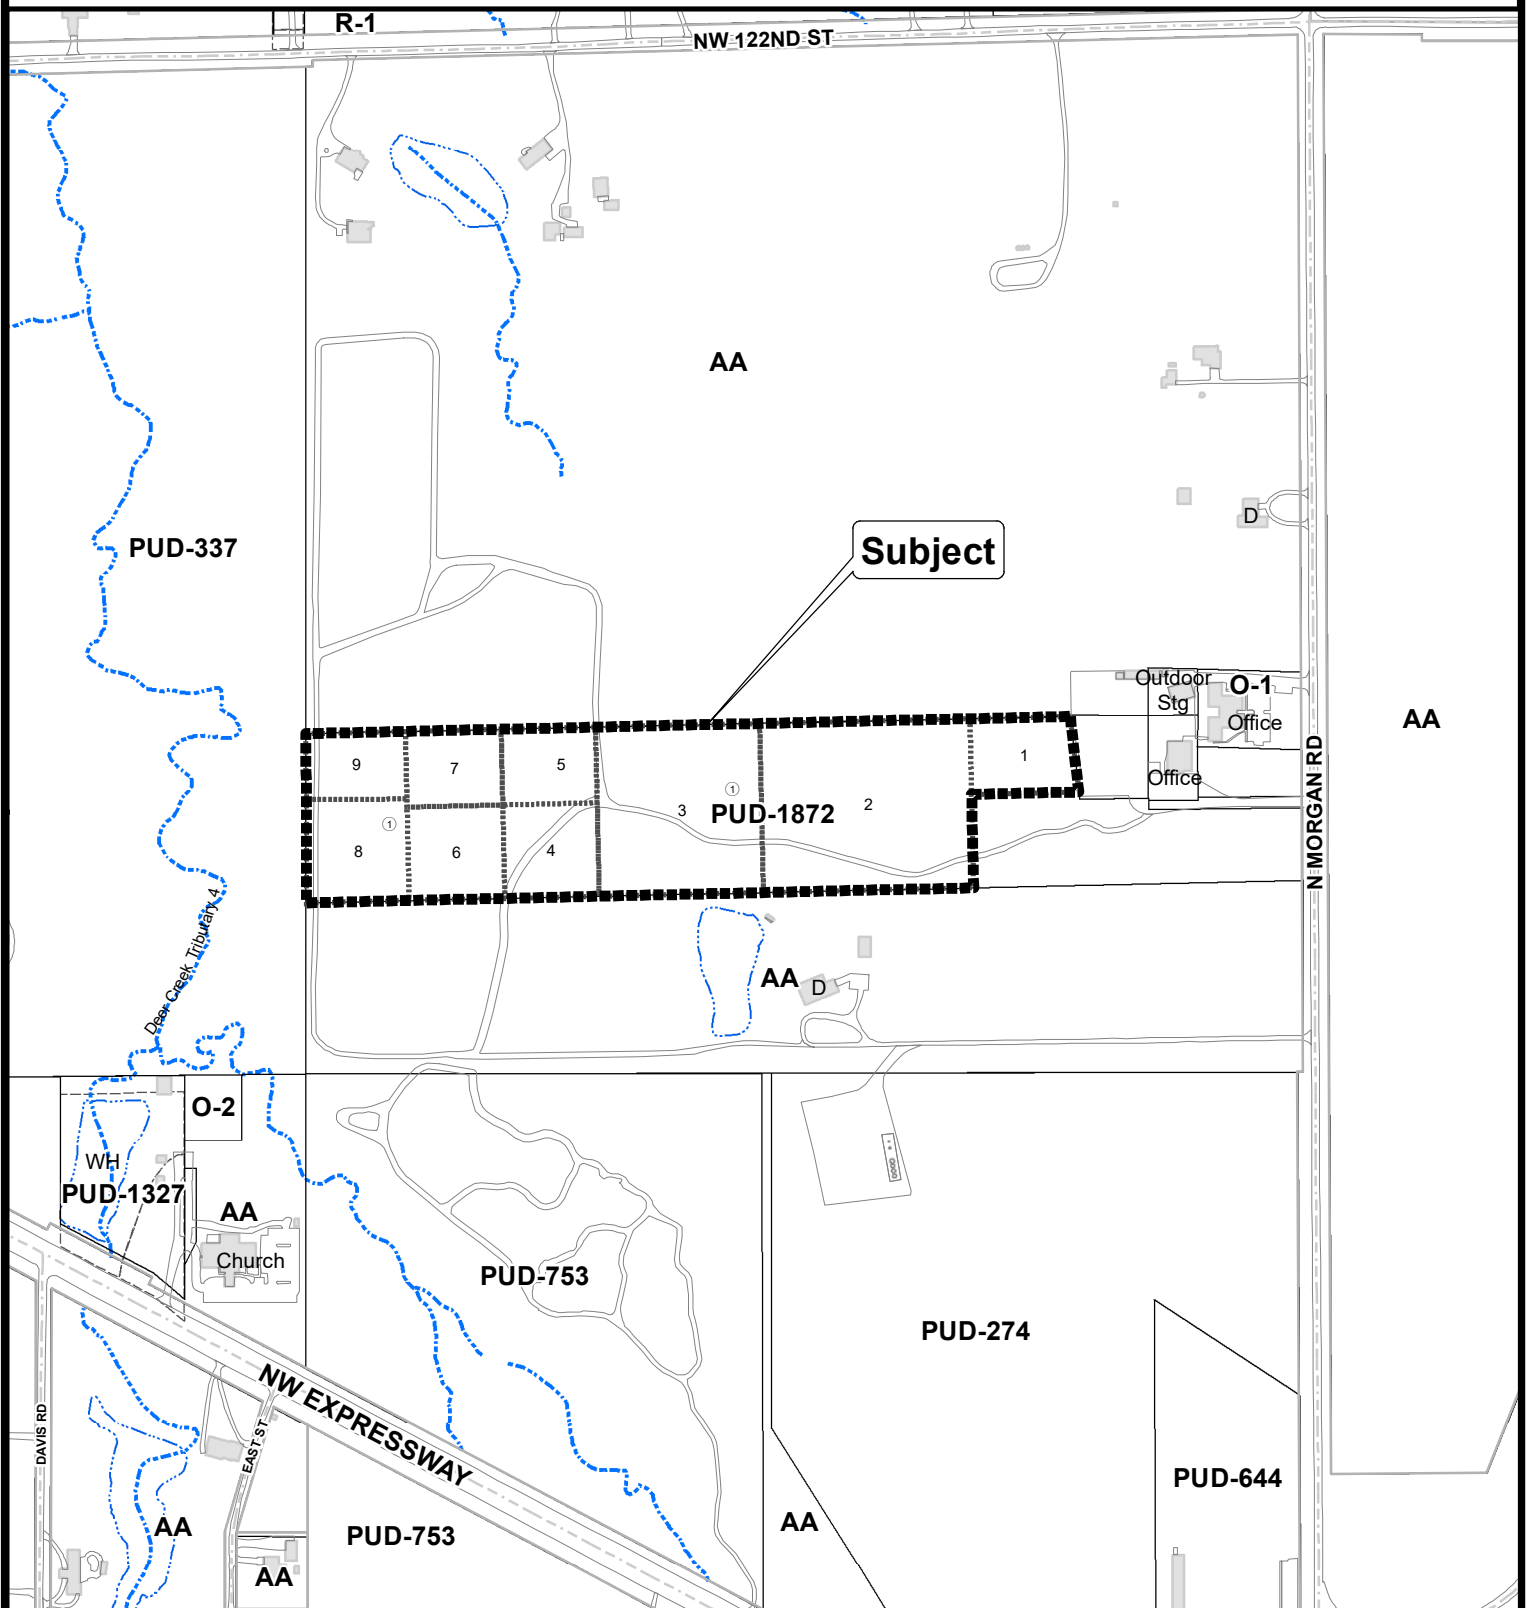 R-1
NW 122ND ST
AA
D
PUD-337
Subject
Outdoor
Stg
O-1
Office
AA
Office
N MORGAN RD
9
7
5
1
3
1
PUD-1872
2
1
8
6
4
Deer Creek Tributary 4
AA
D
O-2
WH
PUD-1327
AA
Church
PUD-753
PUD-274
NW EXPRESSWAY
DAVIS RD
EAST ST
PUD-644
AA
AA
PUD-753
AA